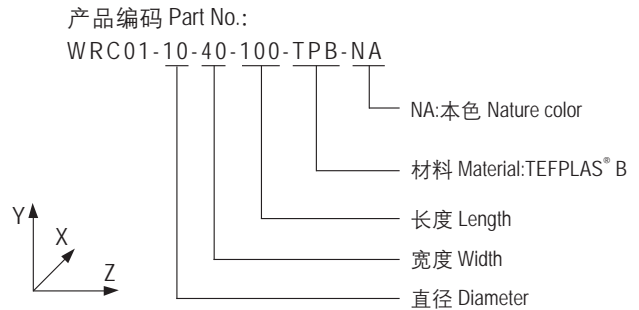 产品编码 Part No.:
WRC01-10-40-100-TPB-NA
NA:本色 Nature color
材料 Material:TEFPLAS® B
长度 Length
宽度 Width
直径 Diameter
Y
X
Z